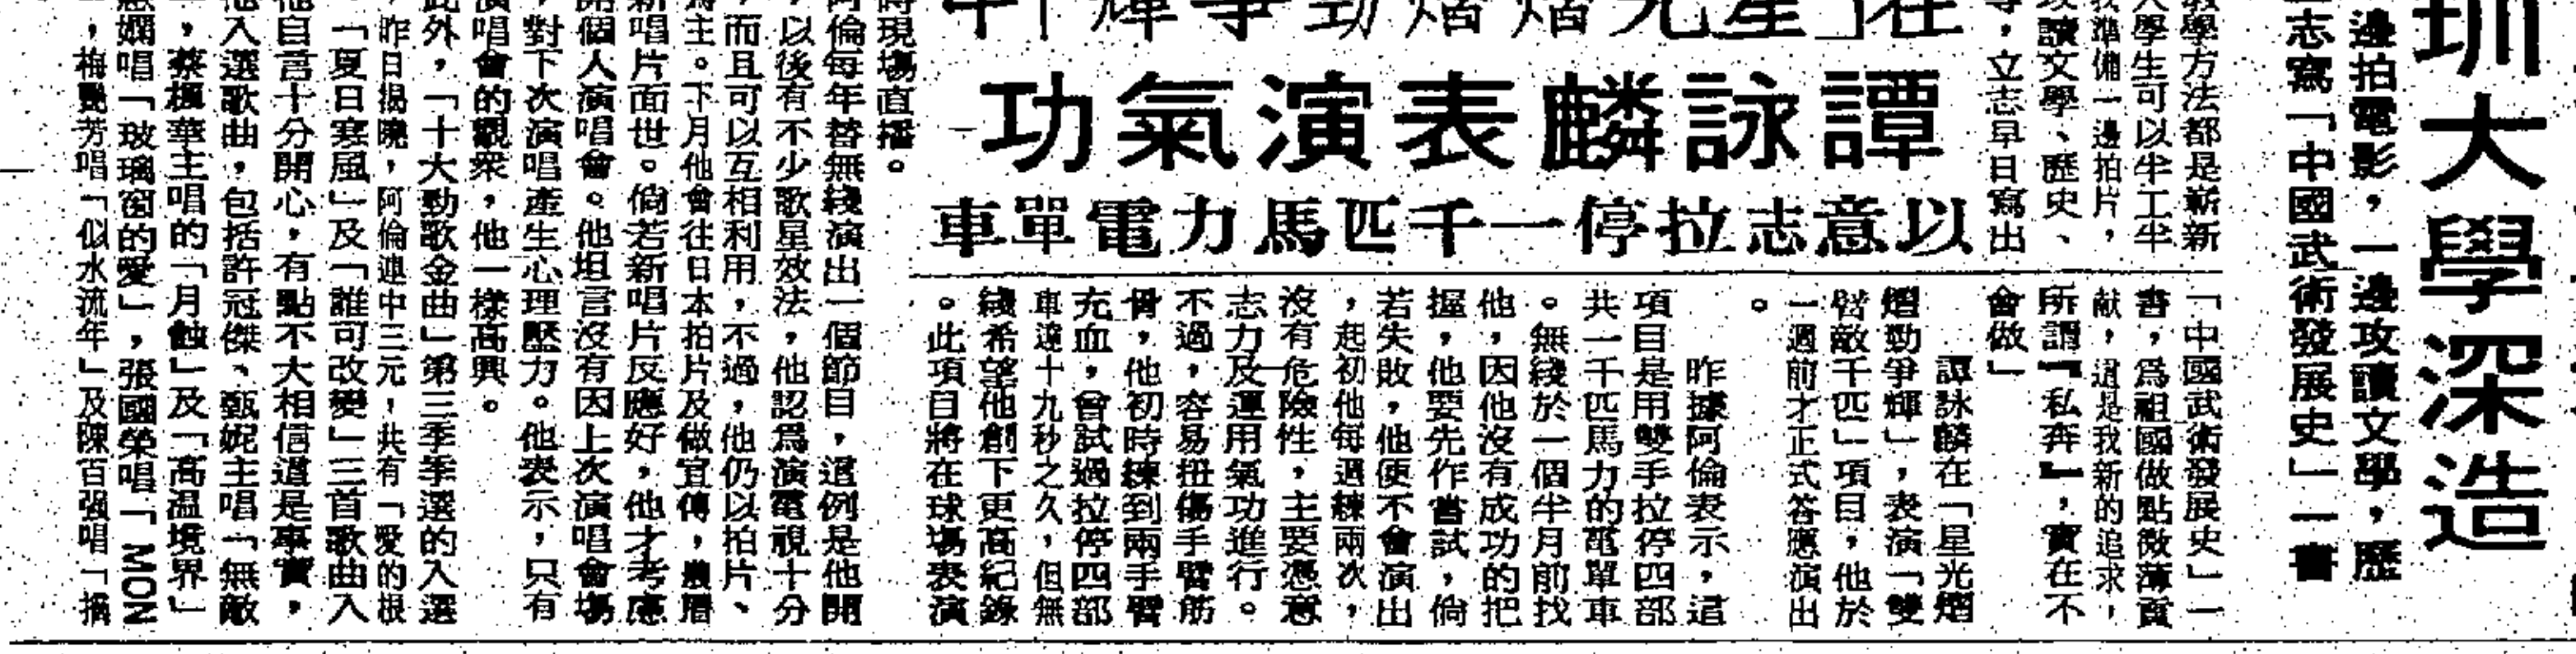 圳大學深造
邊拍電影，一邊攻讀文學，歷
志寫「中國武術發展史」一書
教學方法都是嶄新
大學生可以半工半
我準備一邊拍片，
攻讀文學、歷史、
，立志早日寫出
「中國武術發展史」一
書，爲祖國做點微薄貢
献，這是我新的追求，
所謂『私奔』，實在不
會做」
在「星光熠熠勁爭輝」中
譚詠麟表演氣功
以意志拉停一千匹馬力電單車
譚詠麟在「星光熠
熠勁爭輝」，表演「雙
臂敵千匹」項目，他於
一週前才正式答應演出
。
昨據阿倫表示，這
項目是用雙手拉停四部
共一千匹馬力的電單車
。無綫於一個半月前找
他，因他沒有成功的把
握，他要先作嘗試，倘
若失敗，他便不會演出
，起初他每週練兩次，
沒有危險性，主要憑意
志力及運用氣功進行。
不過，容易扭傷手臂筋
骨，他初時練到兩手臂
充血，曾試過拉停四部
車達十九秒之久，但無
綫希望他創下更高紀錄
。此項目將在球場表演
時現場直播。
阿倫每年替無綫演出一個節目，這例是他開
，以後有不少歌星效法，他認爲演電視十分
，而且可以互相利用，不過，他仍以拍片、
爲主。下月他會往日本拍片及做宣傳，農曆
新唱片面世。倘若新唱片反應好，他才考慮
開個人演唱會。他坦言沒有因上次演唱會場
，對下次演唱產生心理壓力。他表示，只有
演唱會的觀衆，他一樣高興。
此外，「十大勁歌金曲」第三季季選的入選
，昨日揭曉，阿倫連中三元，共有「愛的根
「夏日寒風」及「誰可改變」三首歌曲入
他自言十分開心，有點不大相信這是事實，
他入選歌曲，包括許冠傑、甄妮主唱「無敵
，蔡楓華主唱的「月蝕」及「高温境界」
嫻唱「玻璃窗的愛」，張國榮唱「MON
，梅艷芳唱「似水流年」及陳百强唱「摘